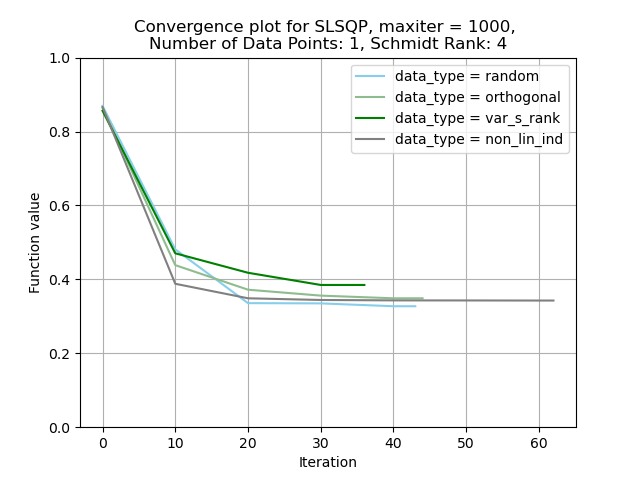 Convergence plot for SLSQP, maxiter = 1000,
Number of Data Points: 1, Schmidt Rank: 4
data_type = random
data_type = orthogonal
data_type = var_s_rank
data_type = non_lin_ind
Function value
1.0
0.8
0.6
0.4
0.2
0.0
0 10 20 30 40 50 60
Iteration